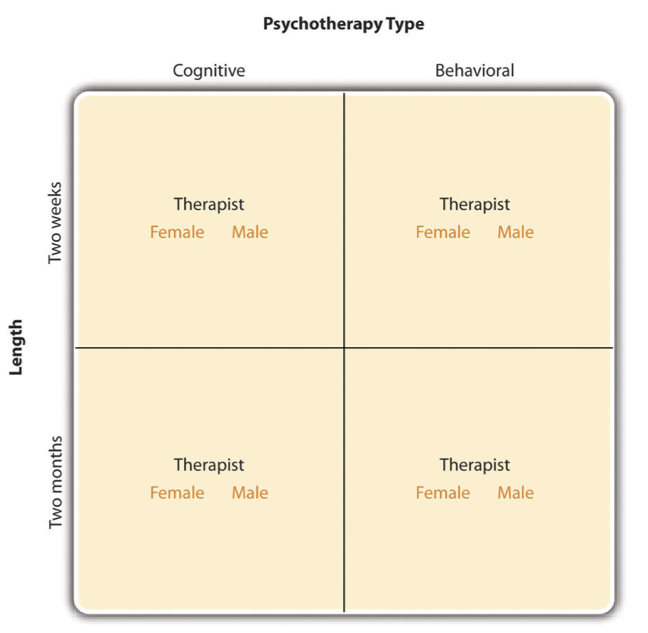 Psychotherapy Type
Cognitive Behavioral
Two weeks
Therapist Therapist
Female Male Female Male
Length
Two months
Therapist Therapist
Female Male Female Male